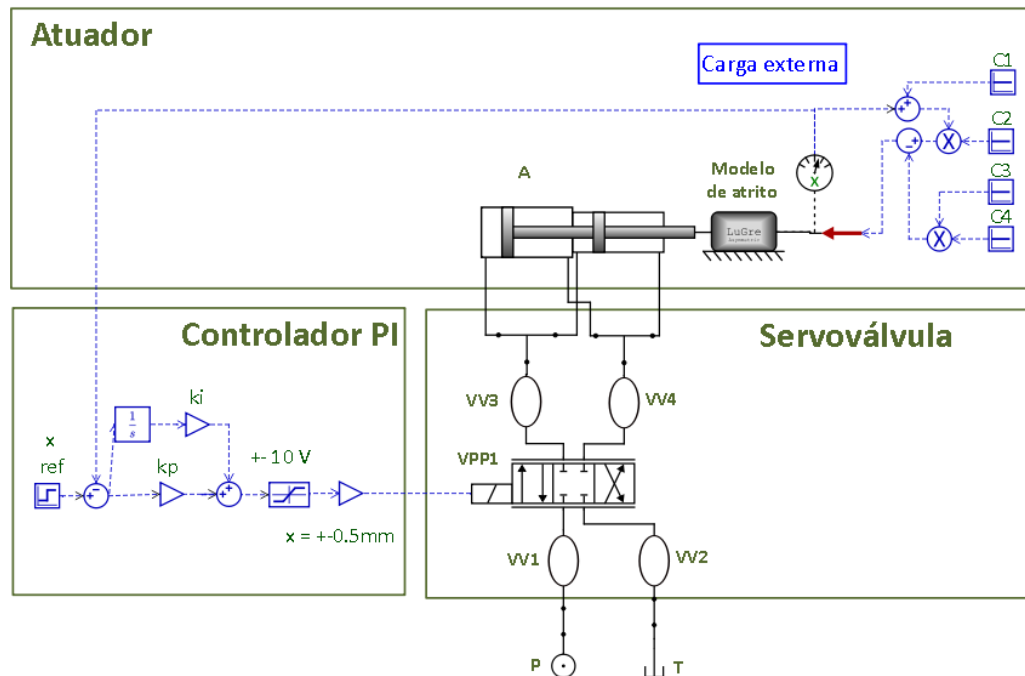 Atuador
Carga externa
C1
C2
C3
C4
A
Modelo
de atrito
x
LuGre
Controlador PI
Servoválvula
ki
1
s
x
ref
kp
+- 10 V
x = +-0.5mm
VV3
VV4
VPP1
VV1
VV2
P
T